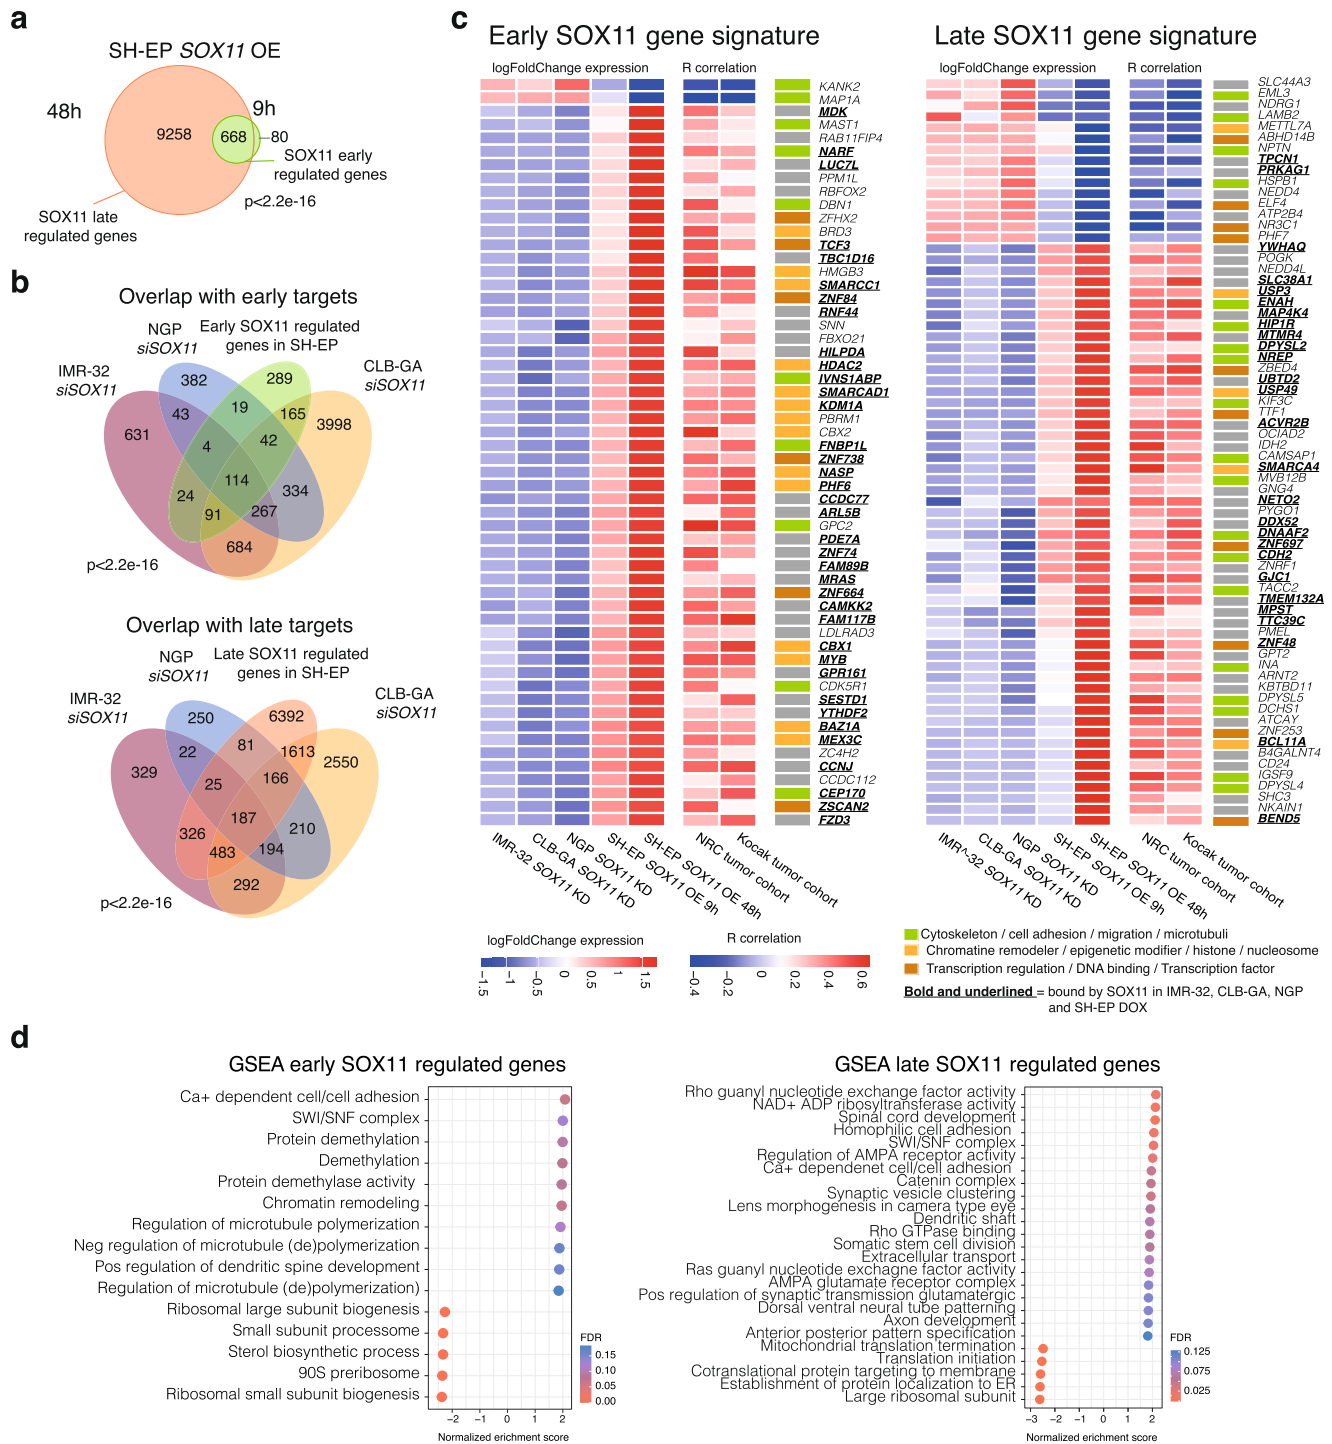 a
SH-EP SOX11 OE
48h
9h
9258
668
80
SOX11 early
regulated genes
p<2.2e-16
SOX11 late
regulated genes
b
Overlap with early targets
NGP
siSOX11
Early SOX11 regulated
genes in SH-EP
IMR-32
siSOX11
CLB-GA
siSOX11
382
289
43
19
165
631
4
42
3998
114
24
334
91
267
684
p<2.2e-16
Overlap with late targets
NGP
siSOX11
Late SOX11 regulated
genes in SH-EP
IMR-32
siSOX11
CLB-GA
siSOX11
250
6392
22
81
1613
329
25
166
2550
187
326
210
483
194
292
p<2.2e-16
c
Early SOX11 gene signature
logFoldChange expression
R correlation
KANK2
MAP1A
MDK
MAST1
RAB11FIP4
NARF
LUC7L
PPM1L
RBFOX2
DBN1
ZFHX2
BRD3
TCF3
TBC1D16
HMGB3
SMARCC1
ZNF84
RNF44
SNN
FBXO21
HILPDA
HDAC2
IVNS1ABP
SMARCAD1
KDM1A
PBRM1
CBX2
FNBP1L
ZNF738
NASP
PHF6
CCDC77
ARL5B
GPC2
PDE7A
ZNF74
FAM89B
MRAS
ZNF664
CAMKK2
FAM117B
LDLRAD3
CBX1
MYB
GPR161
CDK5R1
SESTD1
YTHDF2
BAZ1A
MEX3C
ZC4H2
CCNJ
CCDC112
CEP170
ZSCAN2
FZD3
IMR-32 SOX11 KD
CLB-GA SOX11 KD
NGP SOX11 KD
SH-EP SOX11 OE 9h
SH-EP SOX11 OE 48h
NRC tumor cohort
Kocak tumor cohort
Late SOX11 gene signature
logFoldChange expression
R correlation
SLC44A3
EML3
NDRG1
LAMB2
METTL7A
ABHD14B
NPTN
TPCN1
PRKAG1
HSPB1
NEDD4
ELF4
ATP2B4
NR3C1
PHF7
YWHAQ
POGK
NEDD4L
SLC38A1
USP3
ENAH
MAP4K4
HIP1R
MTMR4
DPYSL2
NREP
ZBED4
UBTD2
USP49
KIF3C
TTF1
ACVR2B
OCIAD2
IDH2
CAMSAP1
SMARCA4
MVB12B
GNG4
NETO2
PYGO1
DDX52
DNAAF2
ZNF697
CDH2
ZNRF1
GJC1
TACC2
TMEM132A
MPST
TTC39C
PMEL
ZNF48
GPT2
INA
ARNT2
KBTBD11
DPYSL5
DCHS1
ATCAY
ZNF253
BCL11A
B4GALNT4
CD24
IGSF9
DPYSL4
SHC3
NKAIN1
BEND5
IMR^-32 SOX11 KD
CLB-GA SOX11 KD
NGP SOX11 KD
SH-EP SOX11 OE 9h
SH-EP SOX11 OE 48h
NRC tumor cohort
Kocak tumor cohort
logFoldChange expression
-1.5 -1 -0.5 0 0.5 1 1.5
R correlation
-0.4 -0.2 0 0.2 0.4 0.6
Cytoskeleton / cell adhesion / migration / microtubuli
Chromatine remodeler / epigenetic modifier / histone / nucleosome
Transcription regulation / DNA binding / Transcription factor
Bold and underlined = bound by SOX11 in IMR-32, CLB-GA, NGP
and SH-EP DOX
d
GSEA early SOX11 regulated genes
Ca+ dependent cell/cell adhesion
SWI/SNF complex
Protein demethylation
Demethylation
Protein demethylase activity
Chromatin remodeling
Regulation of microtubule polymerization
Neg regulation of microtubule (de)polymerization
Pos regulation of dendritic spine development
Regulation of microtubule (de)polymerization)
Ribosomal large subunit biogenesis
Small subunit processome
Sterol biosynthetic process
90S preribosome
Ribosomal small subunit biogenesis
−2 −1 0 1 2
Normalized erichment score
FDR
0.15
0.10
0.05
0.00
GSEA late SOX11 regulated genes
Rho guanyl nucleotide exchange factor activity
NAD+ ADP ribosyltransferase activity
Spinal cord development
Homophilic cell adhesion
SWI/SNF complex
Regulation of AMPA receptor activity
Ca+ dependenet cell/cell adhesion
Catenin complex
Synaptic vesicle clustering
Lens morphogenesis in camera type eye
Dendritic shaft
Rho GTPase binding
Somatic stem cell division
Extracellular transport
Ras guanyl nucleotide exchagne factor activity
AMPA glutamate receptor complex
Pos regulation of synaptic transmission glutamatergic
Dorsal ventral neural tube patterning
Axon development
Anterior posterior pattern specification
Mitochondrial translation termination
Translation initiation
Cotranslational protein targeting to membrane
Establishment of protein localization to ER
Large ribosomal subunit
−3 −2 −1 0 1 2
Normalized erichment score
FDR
0.125
0.075
0.025